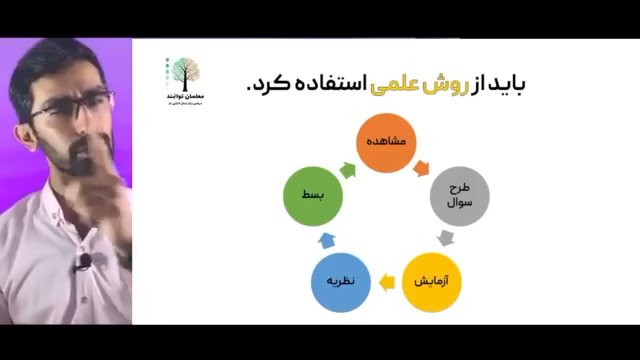 باید از روش علمی استفاده کرد.
معلمان توانمند
مشاهده
طرح
سوال
آزمایش
نظریه
بسط